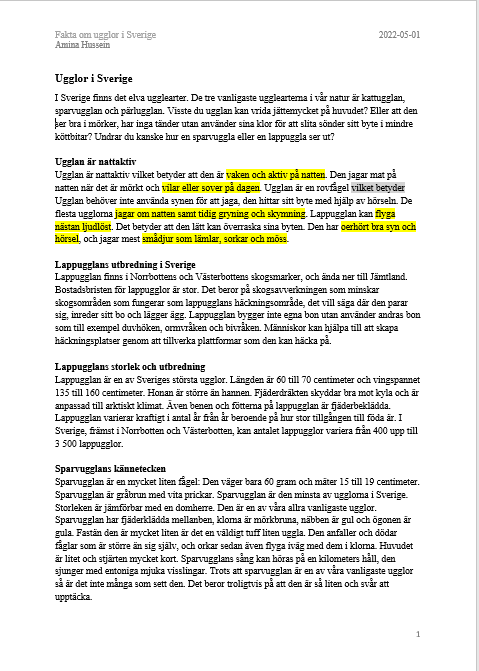 Fakta om ugglor i Sverige 2022-05-01
Amina Hussein
Ugglor i Sverige
I Sverige finns det elva ugglearter. De tre vanligaste ugglearterna i vår natur är kattugglan,
sparvugglan och pärlugglan. Visste du ugglan kan vrida jättemycket på huvudet? Eller att den
ser bra i mörker, har inga tänder utan använder sina klor för att slita sönder sitt byte i mindre
köttbitar? Undrar du kanske hur en sparvuggla eller en lappuggla ser ut?
Ugglan är nattaktiv
Ugglan är nattaktiv vilket betyder att den är vaken och aktiv på natten. Den jagar mat på
natten när det är mörkt och vilar eller sover på dagen. Ugglan är en rovfågel vilket betyder
Ugglan behöver inte använda synen för att jaga, den hittar sitt byte med hjälp av hörseln. De
flesta ugglorna jagar om natten samt tidig gryning och skymning. Lappugglan kan flyga
nästan ljudlöst. Det betyder att den lätt kan överraska sina byten. Den har oerhört bra syn och
hörsel, och jagar mest smådjur som lämlar, sorkar och möss.
Lappugglans utbredning i Sverige
Lappugglan finns i Norrbottens och Västerbottens skogsmarker, och ända ner till Jämtland.
Bostadsbristen för lappugglor är stor. Det beror på skogsavverkningen som minskar
skogsområden som fungerar som lappugglans häckningsområde, det vill säga där den parar
sig, inreder sitt bo och lägger ägg. Lappugglan bygger inte egna bon utan använder andras bon
som till exempel duvhöken, ormvråken och bivråken. Människor kan hjälpa till att skapa
häckningsplatser genom att tillverka plattformar som den kan häcka på.
Lappugglans storlek och utbredning
Lappugglan är en av Sveriges största ugglor. Längden är 60 till 70 centimeter och vingspannet
135 till 160 centimeter. Honan är större än hannen. Fjäderdräkten skyddar bra mot kyla och är
anpassad till arktiskt klimat. Även benen och fötterna på lappugglan är fjäderbeklädda.
Lappugglan varierar kraftigt i antal år från år beroende på hur stor tillgången till föda är. I
Sverige, främst i Norrbotten och Västerbotten, kan antalet lappugglor variera från 400 upp till
3 500 lappugglor.
Sparvugglans kännetecken
Sparvugglan är en mycket liten fågel: Den väger bara 60 gram och mäter 15 till 19 centimeter.
Sparvugglan är gråbrun med vita prickar. Sparvugglan är den minsta av ugglorna i Sverige.
Storleken är jämförbar med en domherre. Den är en av våra allra vanligaste ugglor.
Sparvugglan har fjäderklädda mellanben, klorna är mörkbruna, näbben är gul och ögonen är
gula. Fastän den är mycket liten är det en väldigt tuff liten uggla. Den anfaller och dödar
fåglar som är större än sig själv, och orkar sedan även flyga iväg med dem i klorna. Huvudet
är litet och stjärten mycket kort. Sparvugglans sång kan höras på en kilometers håll, den
sjunger med entoniga mjuka visslingar. Trots att sparvugglan är en av våra vanligaste ugglor
så är det inte många som sett den. Det beror troligtvis på att den är så liten och svår att
upptäcka.
1